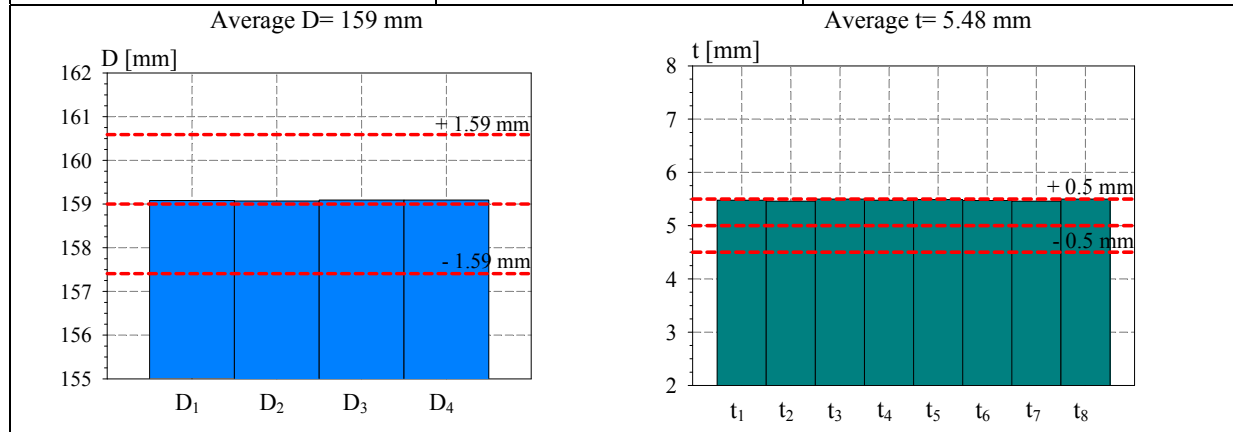 Average D= 159 mm
D [mm]
162
161
160
159
158
157
156
155
+ 1.59 mm
- 1.59 mm
D1 D2 D3 D4
Average t= 5.48 mm
t [mm]
8
7
6
5
4
3
2
+ 0.5 mm
- 0.5 mm
t1 t2 t3 t4 t5 t6 t7 t8